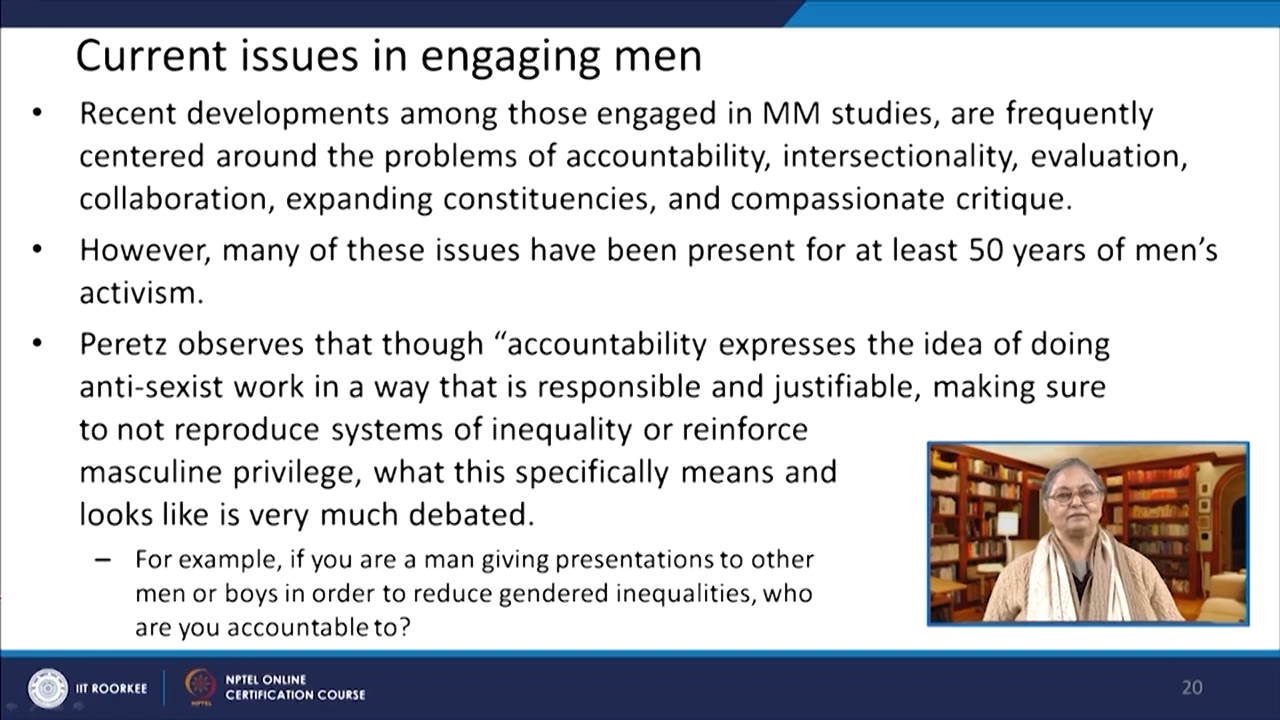 Current issues in engaging men
• Recent developments among those engaged in MM studies, are frequently
centered around the problems of accountability, intersectionality, evaluation,
collaboration, expanding constituencies, and compassionate critique.
• However, many of these issues have been present for at least 50 years of men’s
activism.
• Peretz observes that though “accountability expresses the idea of doing
anti-sexist work in a way that is responsible and justifiable, making sure
to not reproduce systems of inequality or reinforce
masculine privilege, what this specifically means and
looks like is very much debated.
– For example, if you are a man giving presentations to other
men or boys in order to reduce gendered inequalities, who
are you accountable to?
IIT ROORKEE
NPTEL
NPTEL ONLINE
CERTIFICATION COURSE
20